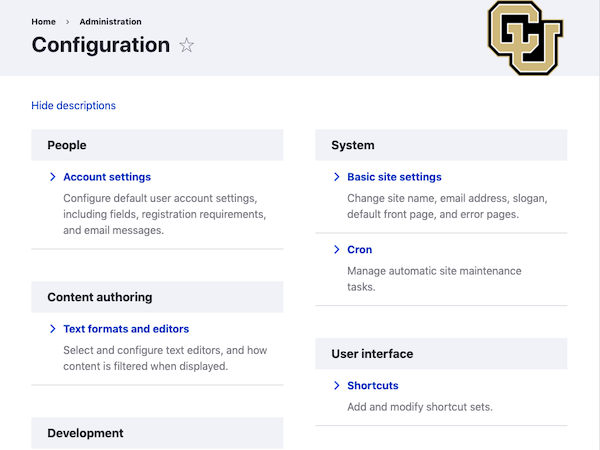 Home › Administration
Configuration
CU
Hide descriptions
People
Account settings
Configure default user account settings,
including fields, registration requirements,
and email messages.
Content authoring
Text formats and editors
Select and configure text editors, and how
content is filtered when displayed.
Development
System
Basic site settings
Change site name, email address, slogan,
default front page, and error pages.
Cron
Manage automatic site maintenance
tasks.
User interface
Shortcuts
Add and modify shortcut sets.